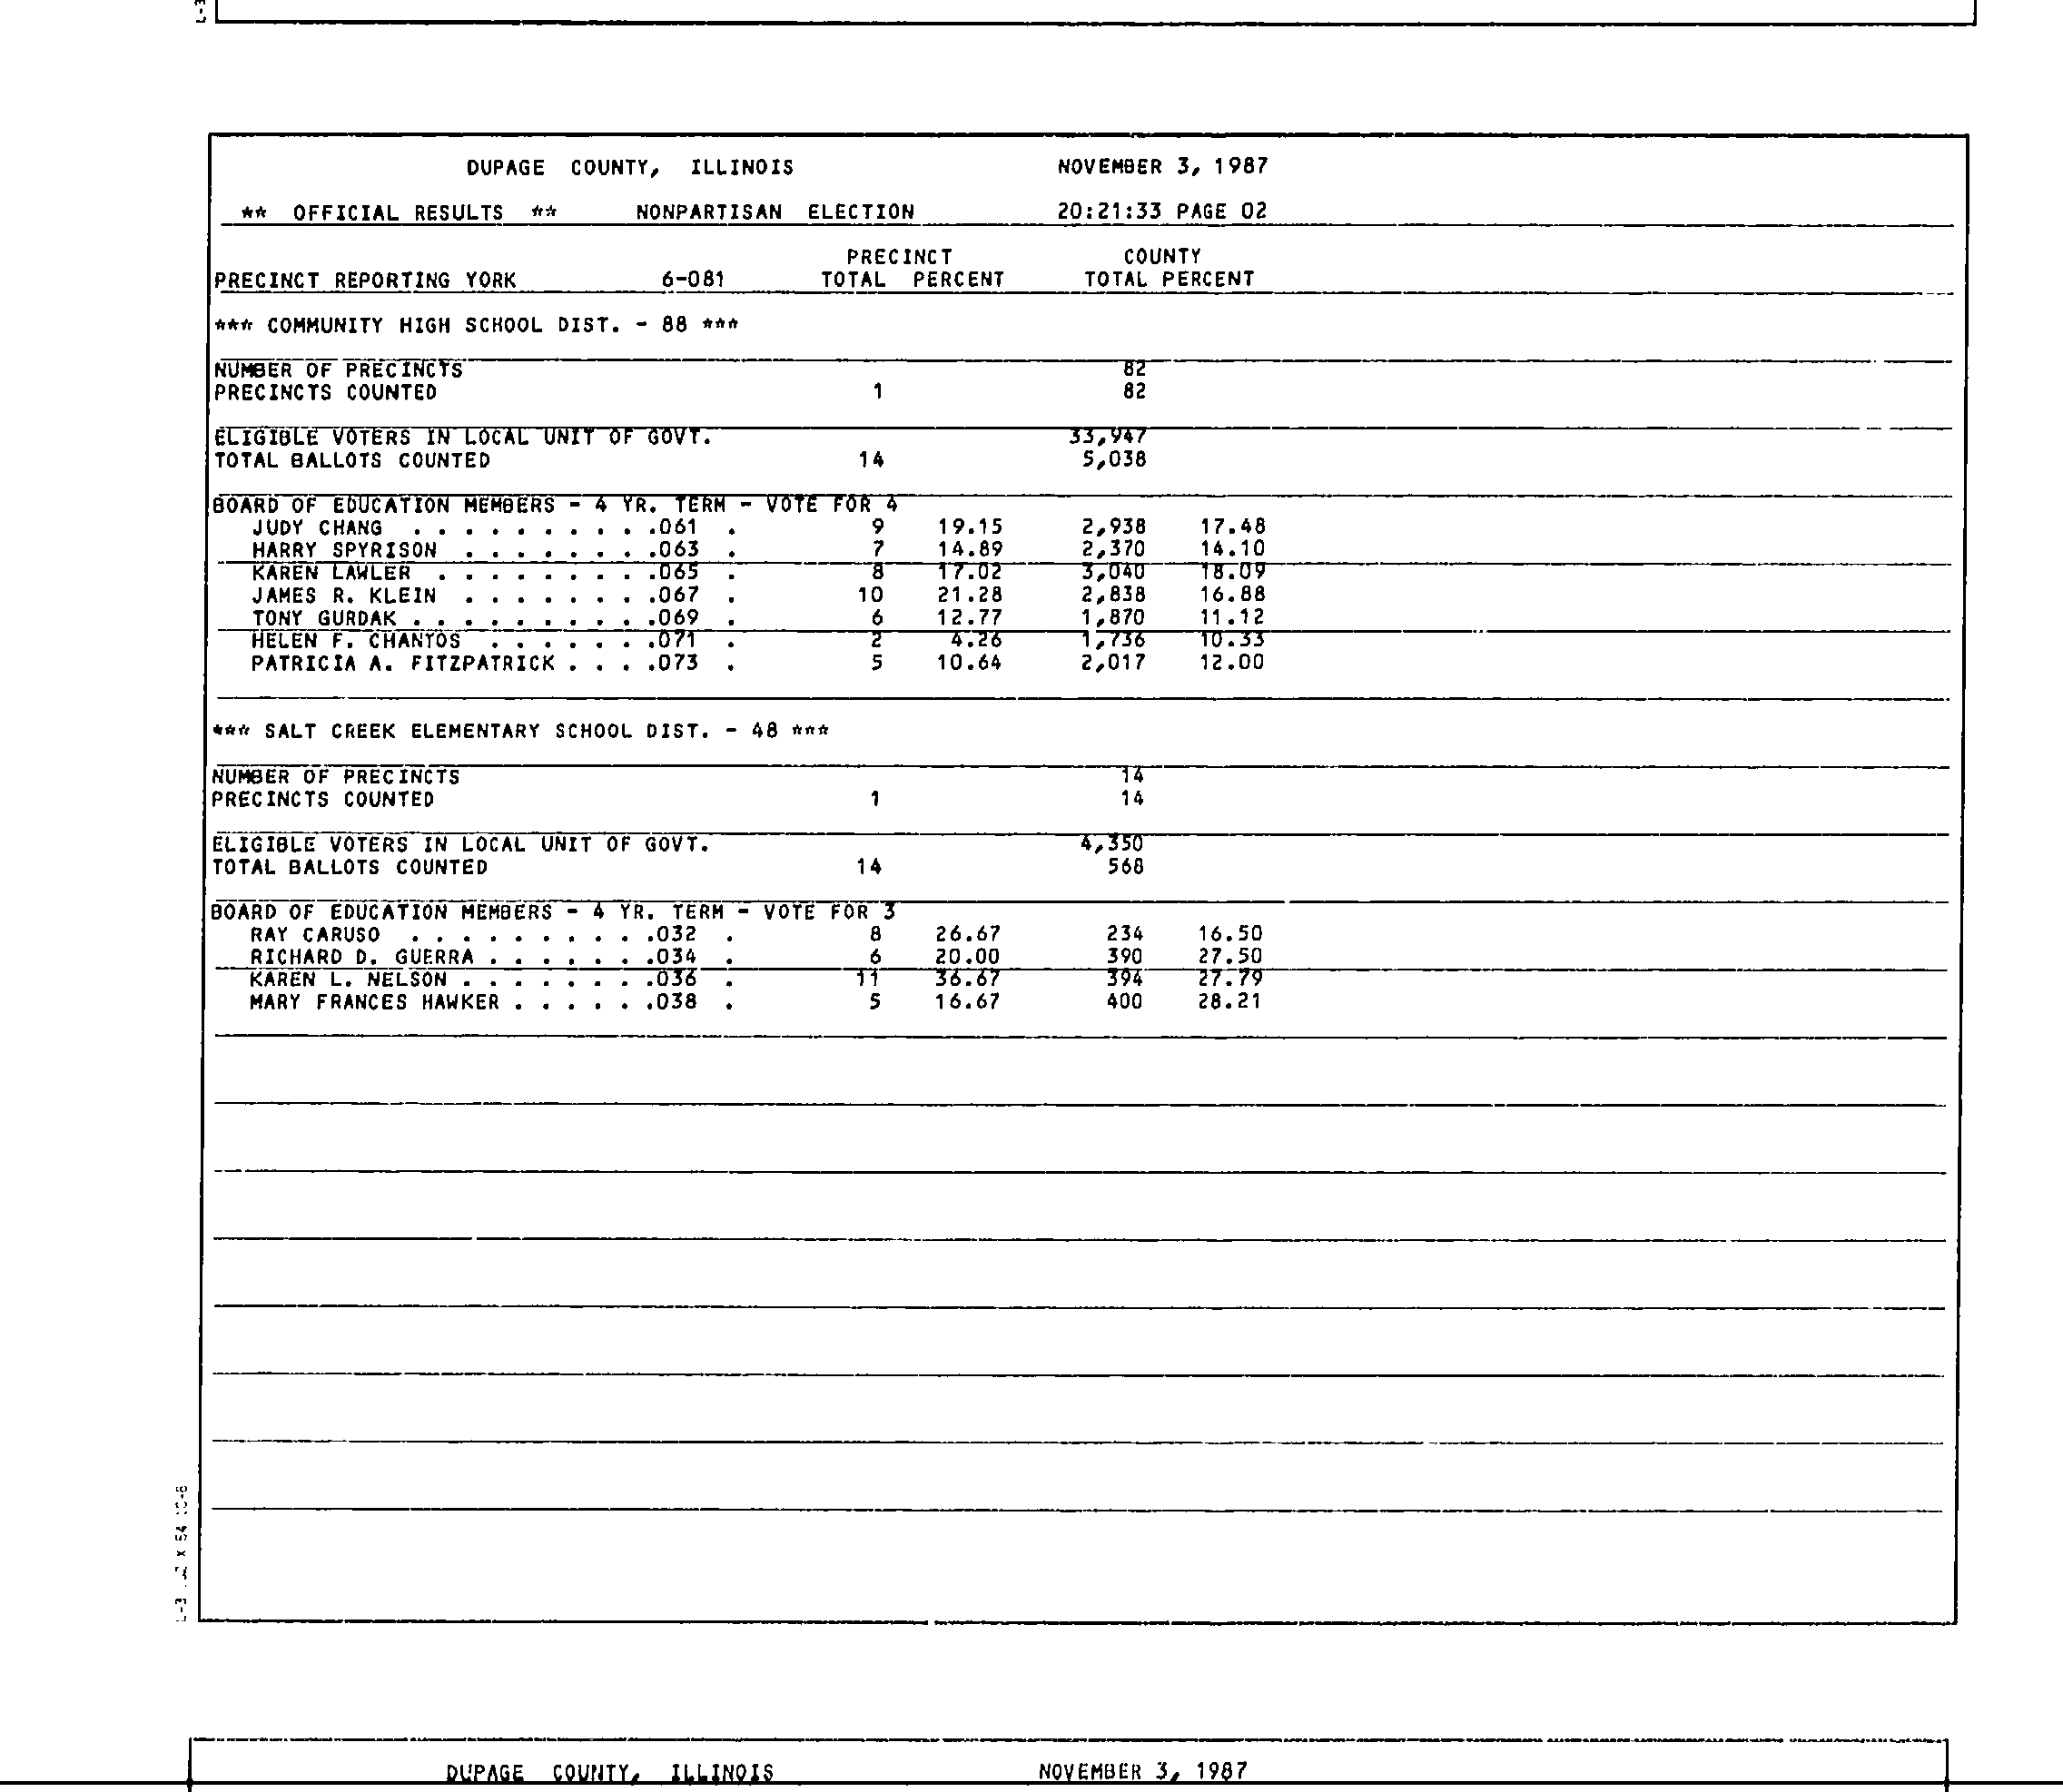 DUPAGE COUNTY, ILLINOIS NOVEMBER 3, 1987
** OFFICIAL RESULTS ** NONPARTISAN ELECTION 20:21:33 PAGE 02
PRECINCT COUNTY
PRECINCT REPORTING YORK 6-081 TOTAL PERCENT TOTAL PERCENT
*** COMMUNITY HIGH SCHOOL DIST. - 88 ***
NUMBER OF PRECINCTS 82
PRECINCTS COUNTED 1 82
ELIGIBLE VOTERS IN LOCAL UNIT OF GOVT. 33,947
TOTAL BALLOTS COUNTED 14 5,038
BOARD OF EDUCATION MEMBERS - 4 YR. TERM - VOTE FOR 4
JUDY CHANG . . . . . . . . . .061 . 9 19.15 2,938 17.48
HARRY SPYRISON . . . . . . . .063 . 7 14.89 2,370 14.10
KAREN LAWLER . . . . . . . . .065 . 8 17.02 3,040 18.09
JAMES R. KLEIN . . . . . . . .067 . 10 21.28 2,838 16.88
TONY GURDAK . . . . . . . . . .069 . 6 12.77 1,870 11.12
HELEN F. CHANTOS . . . . . . .071 . 2 4.26 1,736 10.33
PATRICIA A. FITZPATRICK . . . .073 . 5 10.64 2,017 12.00
*** SALT CREEK ELEMENTARY SCHOOL DIST. - 48 ***
NUMBER OF PRECINCTS 14
PRECINCTS COUNTED 1 14
ELIGIBLE VOTERS IN LOCAL UNIT OF GOVT. 4,350
TOTAL BALLOTS COUNTED 14 568
BOARD OF EDUCATION MEMBERS - 4 YR. TERM - VOTE FOR 3
RAY CARUSO . . . . . . . . . .032 . 8 26.67 234 16.50
RICHARD D. GUERRA . . . . . . .034 . 6 20.00 390 27.50
KAREN L. NELSON . . . . . . . .036 . 11 36.67 394 27.79
MARY FRANCES HAWKER . . . . . .038 . 5 16.67 400 28.21
DUPAGE COUNTY, ILLINOIS NOVEMBER 3, 1987